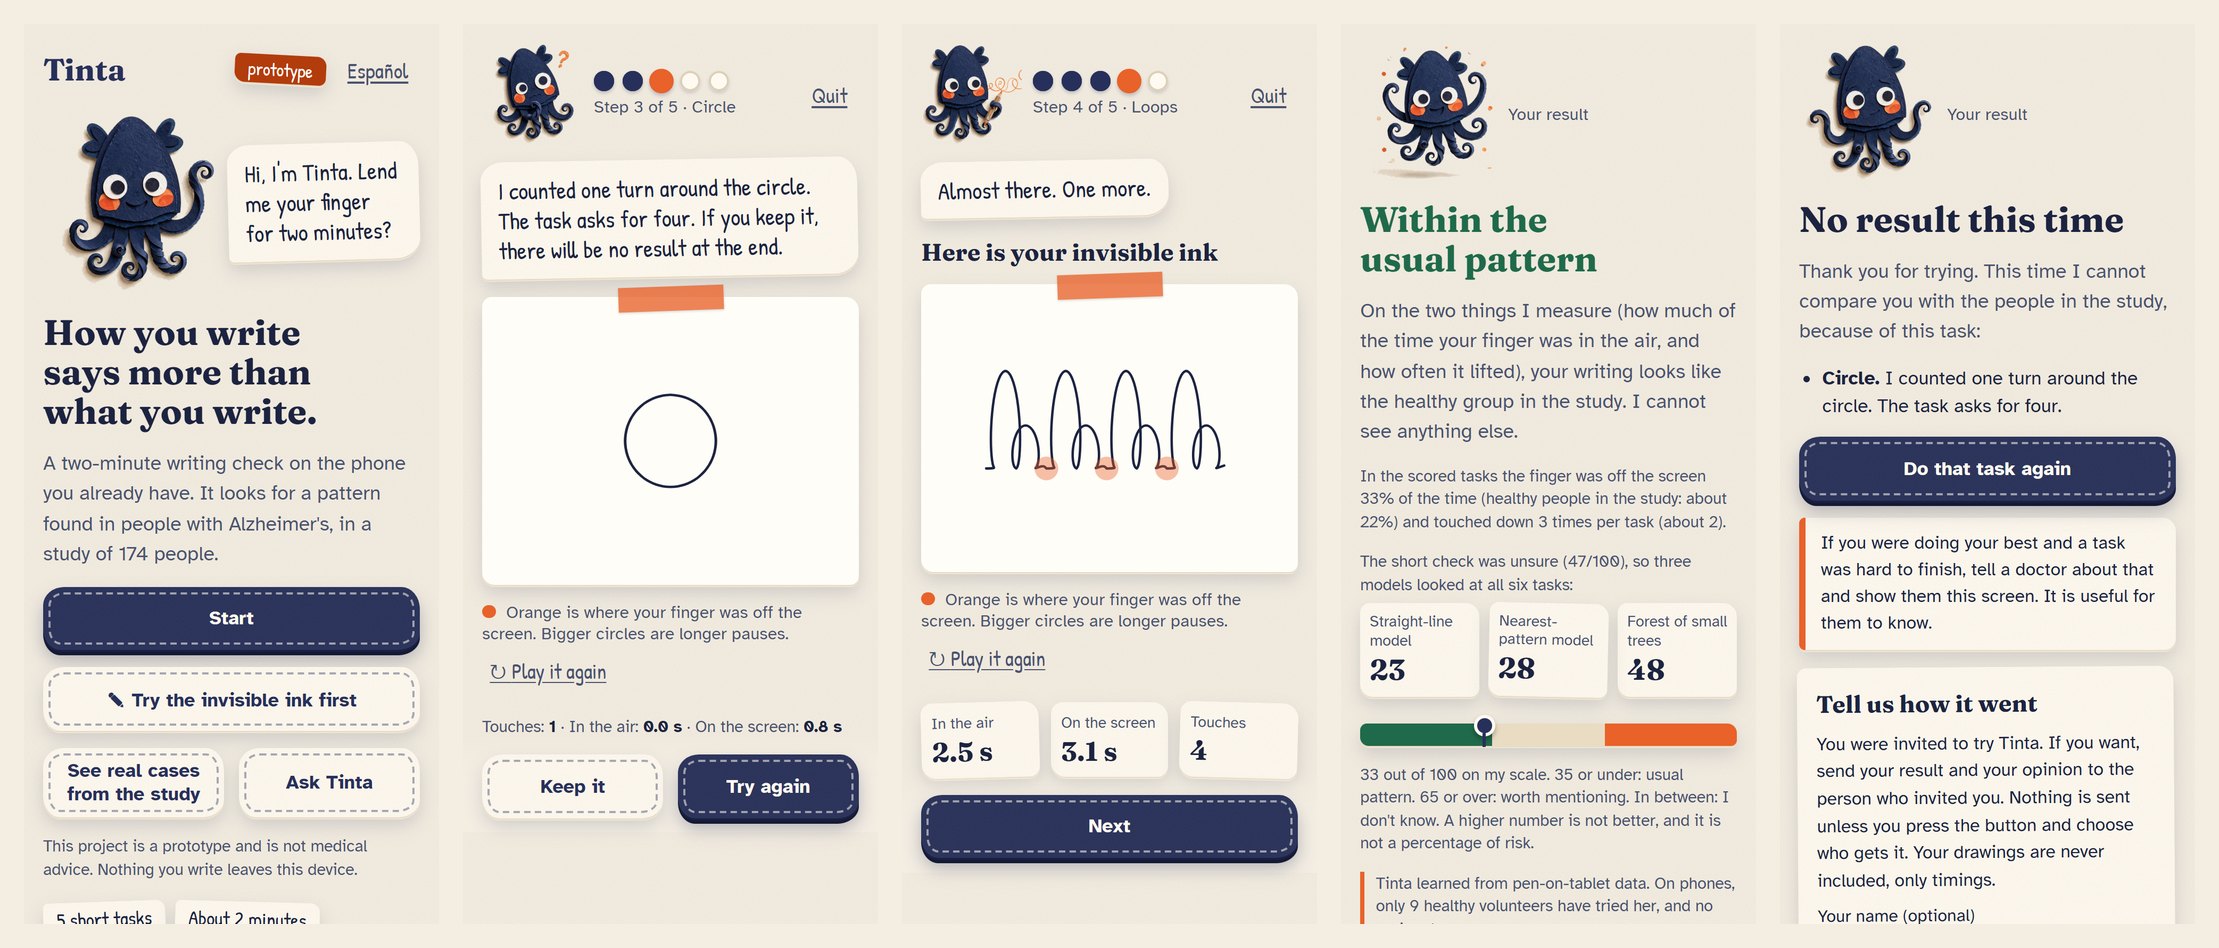 Tinta
prototype
Español
Hi, I'm Tinta. Lend
me your finger
for two minutes?
How you write
says more than
what you write.
A two-minute writing check on the phone
you already have. It looks for a pattern
found in people with Alzheimer's, in a
study of 174 people.
Start
Try the invisible ink first
See real cases
from the study
Ask Tinta
This project is a prototype and is not medical
advice. Nothing you write leaves this device.
5 short tasks
About 2 minutes
?
Step 3 of 5 · Circle
Quit
I counted one turn around the circle.
The task asks for four. If you keep it,
there will be no result at the end.
Orange is where your finger was off the
screen. Bigger circles are longer pauses.
↻ Play it again
Touches: 1 · In the air: 0.0 s · On the screen: 0.8 s
Keep it
Try again
Step 4 of 5 · Loops
Quit
Almost there. One more.
Here is your invisible ink
Orange is where your finger was off the
screen. Bigger circles are longer pauses.
↻ Play it again
In the air
2.5 s
On the screen
3.1 s
Touches
4
Next
Your result
Within the
usual pattern
On the two things I measure (how much of
the time your finger was in the air, and
how often it lifted), your writing looks like
the healthy group in the study. I cannot
see anything else.
In the scored tasks the finger was off the screen
33% of the time (healthy people in the study: about
22%) and touched down 3 times per task (about 2).
The short check was unsure (47/100), so three
models looked at all six tasks:
Straight-line
model
23
Nearest-
pattern model
28
Forest of small
trees
48
33 out of 100 on my scale. 35 or under: usual
pattern. 65 or over: worth mentioning. In between: I
don't know. A higher number is not better, and it is
not a percentage of risk.
Tinta learned from pen-on-tablet data. On phones,
only 9 healthy volunteers have tried her, and no
Your result
No result this time
Thank you for trying. This time I cannot
compare you with the people in the study,
because of this task:
• Circle. I counted one turn around the
circle. The task asks for four.
Do that task again
If you were doing your best and a task
was hard to finish, tell a doctor about that
and show them this screen. It is useful for
them to know.
Tell us how it went
You were invited to try Tinta. If you want,
send your result and your opinion to the
person who invited you. Nothing is sent
unless you press the button and choose
who gets it. Your drawings are never
included, only timings.
Your name (optional)